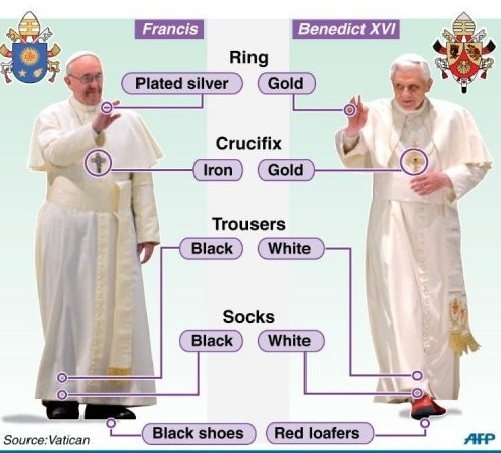 Francis Benedict XVI
Ring
Plated silver Gold
Crucifix
Iron Gold
Trousers
Black White
Socks
Black White
Black shoes Red loafers
Source:Vatican AFP